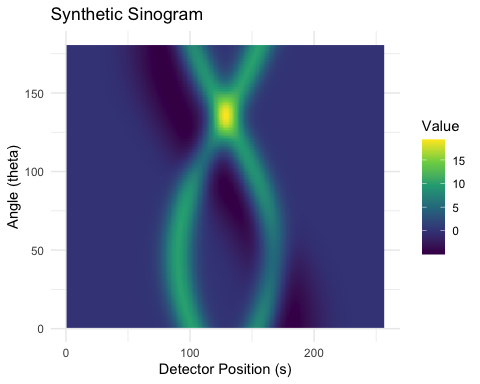 Synthetic Sinogram
Angle (theta)
150
100
50
0
0
100
200
Detector Position (s)
Value
15
10
5
0